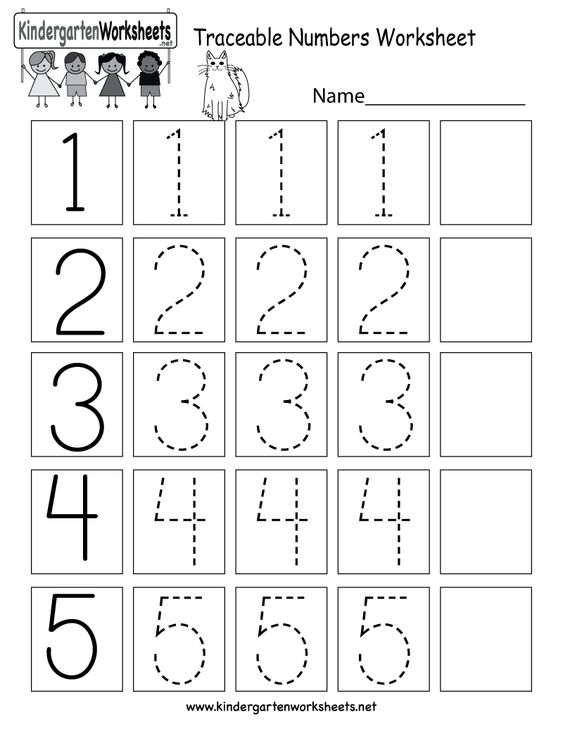 KindergartenWorksheets
.net
Traceable Numbers Worksheet
Name________________
1 1 1 1
2 2 2 2
3 3 3 3
4 4 4 4
5 5 5 5
www.kindergartenworksheets.net